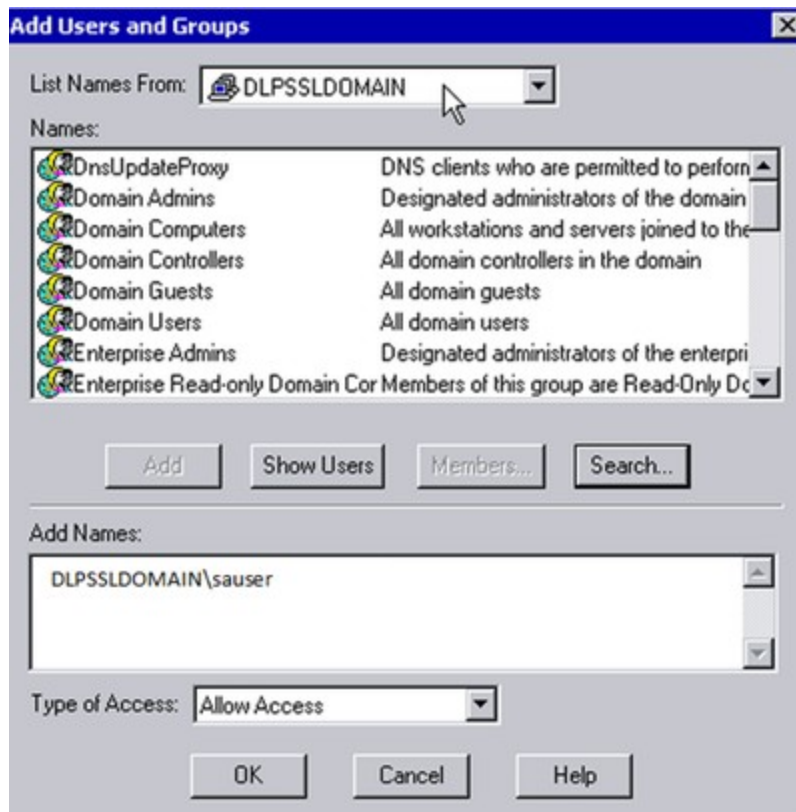 Add Users and Groups
List Names From: DLPSSLDOMAIN
Names:
DnsUpdateProxy DNS clients who are permitted to perform
Domain Admins Designated administrators of the domain
Domain Computers All workstations and servers joined to the
Domain Controllers All domain controllers in the domain
Domain Guests All domain guests
Domain Users All domain users
Enterprise Admins Designated administrators of the enterpri
Enterprise Read-only Domain Cor Members of this group are Read-Only Do
Add Show Users Members... Search...
Add Names:
DLPSSLDOMAIN\sauser
Type of Access: Allow Access
OK Cancel Help